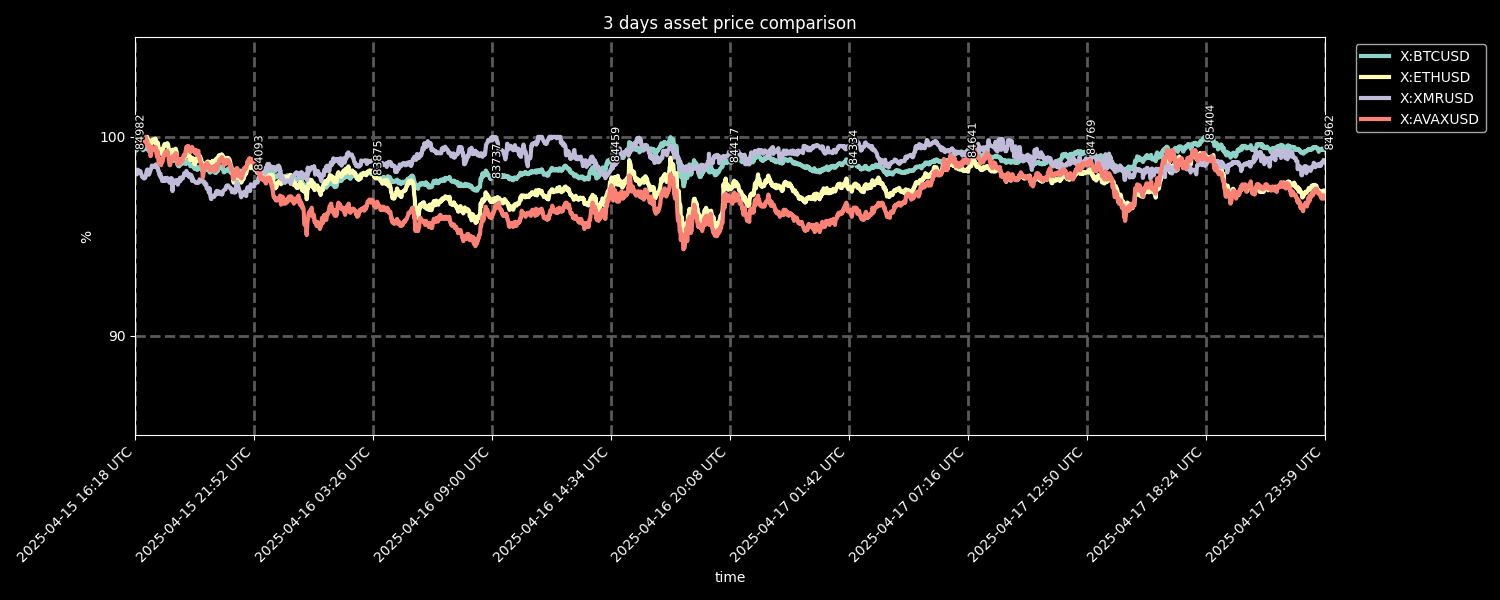 3 days asset price comparison
X:BTCUSD
X:ETHUSD
X:XMRUSD
X:AVAXUSD
100
90
%
84982
84093
83875
83737
84459
84417
84384
84641
84769
85404
84962
2025-04-15 16:18 UTC
2025-04-15 21:52 UTC
2025-04-16 03:26 UTC
2025-04-16 09:00 UTC
2025-04-16 14:34 UTC
2025-04-16 20:08 UTC
2025-04-17 01:42 UTC
2025-04-17 07:16 UTC
2025-04-17 12:50 UTC
2025-04-17 18:24 UTC
2025-04-17 23:59 UTC
time